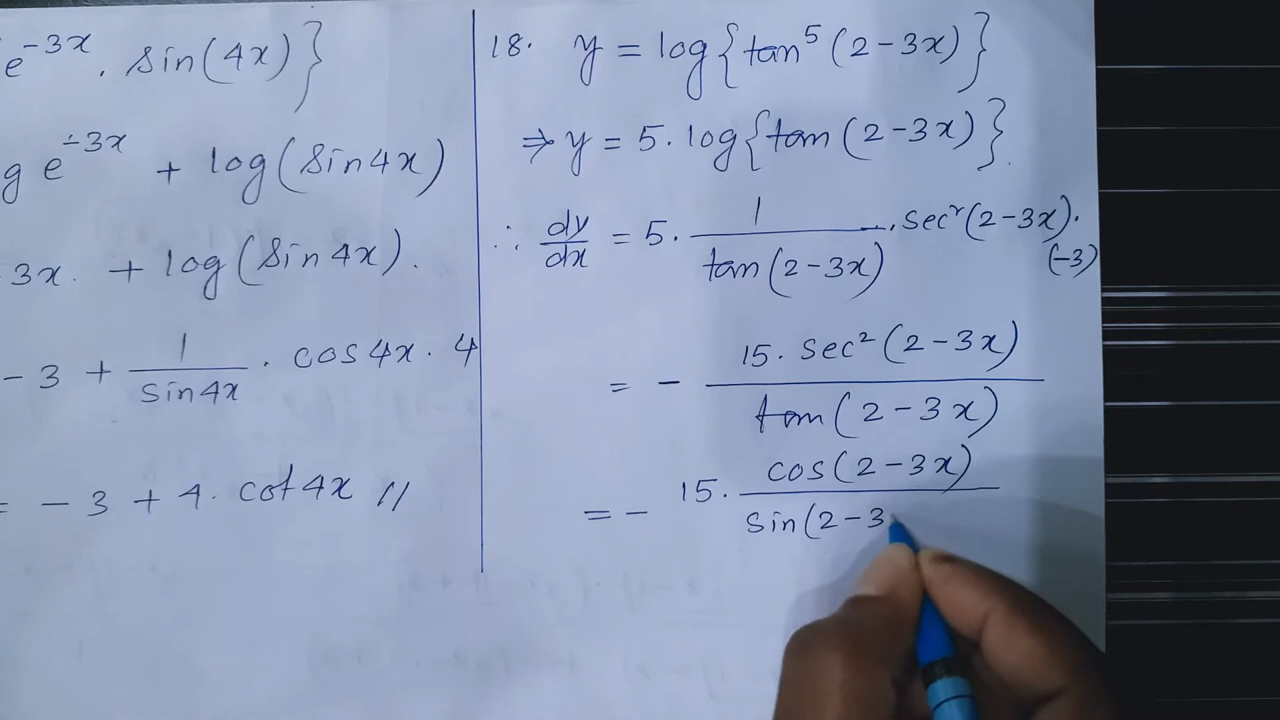 e^-3x . sin(4x)}
g e^-3x + log(sin4x)
3x. + log(sin4x).
-3 + 1/sin4x . cos4x . 4
= -3 + 4. cot4x //
18. y = log{tan^5 (2-3x)}
⇒ y = 5. log{tan(2-3x)}.
∴ dy/dx = 5. 1/tan(2-3x) . sec^2(2-3x). (-3)
= - 15. sec²(2-3x)/tan(2-3x)
= - 15. cos(2-3x)/sin(2-3